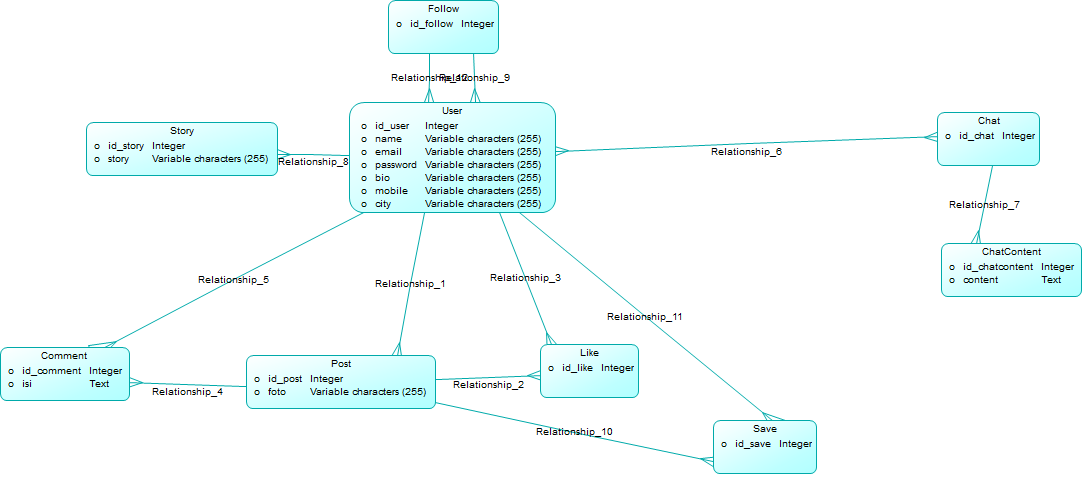 Follow
id_follow Integer
Relationship_12
Relationship_9
User
id_user Integer
name Variable characters (255)
email Variable characters (255)
password Variable characters (255)
bio Variable characters (255)
mobile Variable characters (255)
city Variable characters (255)
Story
id_story Integer
story Variable characters (255)
Relationship_8
Relationship_6
Chat
id_chat Integer
Relationship_7
ChatContent
id_chatcontent Integer
content Text
Relationship_5
Relationship_1
Relationship_3
Relationship_11
Comment
id_comment Integer
isi Text
Relationship_4
Post
id_post Integer
foto Variable characters (255)
Relationship_2
Like
id_like Integer
Relationship_10
Save
id_save Integer